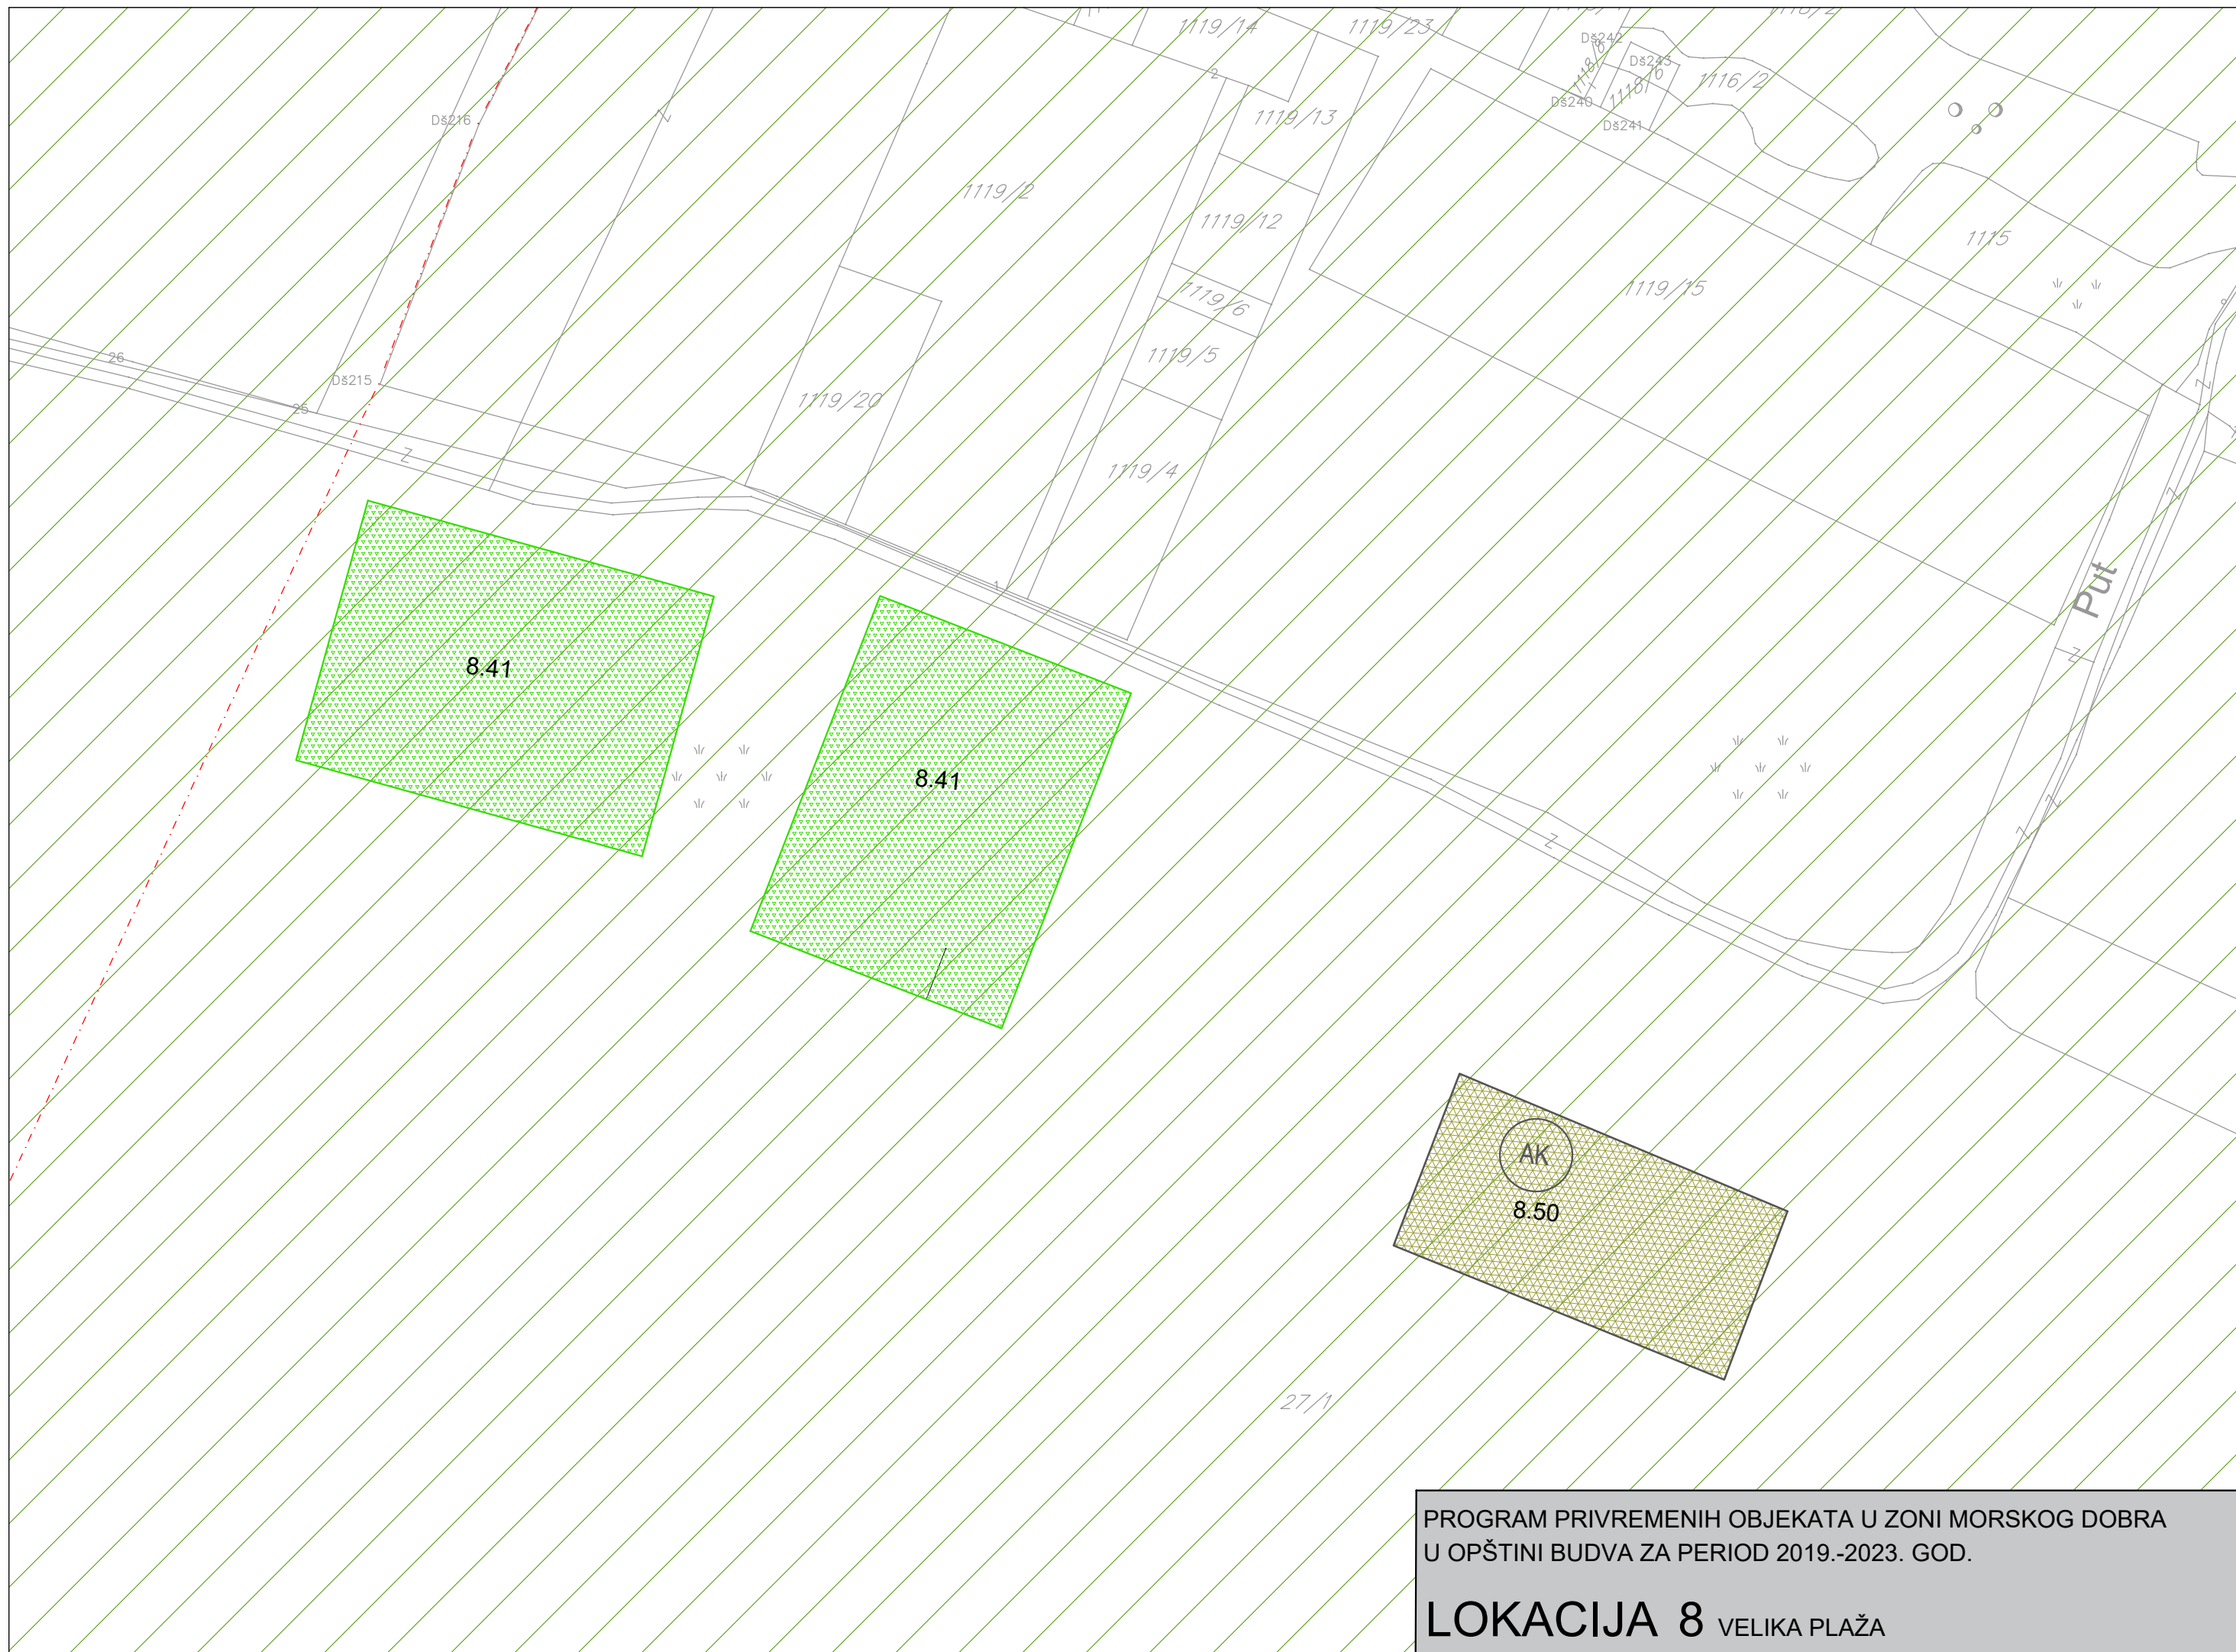 1119/14
1119/23
Dš242
Dš243
1116/2
2
Dš240
Dš241
1119/13
Dš216
Z
1119/2
1119/12
1115
1119/6
1119/15
1119/5
26
Dš215
25
1119/20
Z
Z
1119/4
Z
1
Put
8.41
Z
8.41
Z
Z
Z
AK
8.50
27/1
PROGRAM PRIVREMENIH OBJEKATA U ZONI MORSKOG DOBRA
U OPŠTINI BUDVA ZA PERIOD 2019.-2023. GOD.
LOKACIJA 8 VELIKA PLAŽA